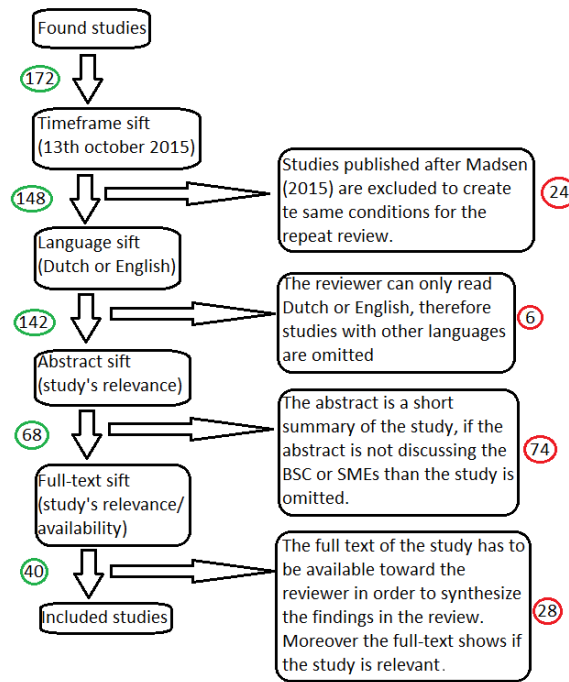 Found studies
172
Timeframe sift
(13th october 2015)
148
Studies published after Madsen
(2015) are excluded to create
te same conditions for the
repeat review.
24
Language sift
(Dutch or English)
142
The reviewer can only read
Dutch or English, therefore
studies with other languages
are omitted
6
Abstract sift
(study's relevance)
68
The abstract is a short
summary of the study, if the
abstract is not discussing the
BSC or SMEs than the study is
omitted.
74
Full-text sift
(study's relevance/
availability)
40
The full text of the study has to
be available toward the
reviewer in order to synthesize
the findings in the review.
Moreover the full-text shows if
the study is relevant.
28
Included studies